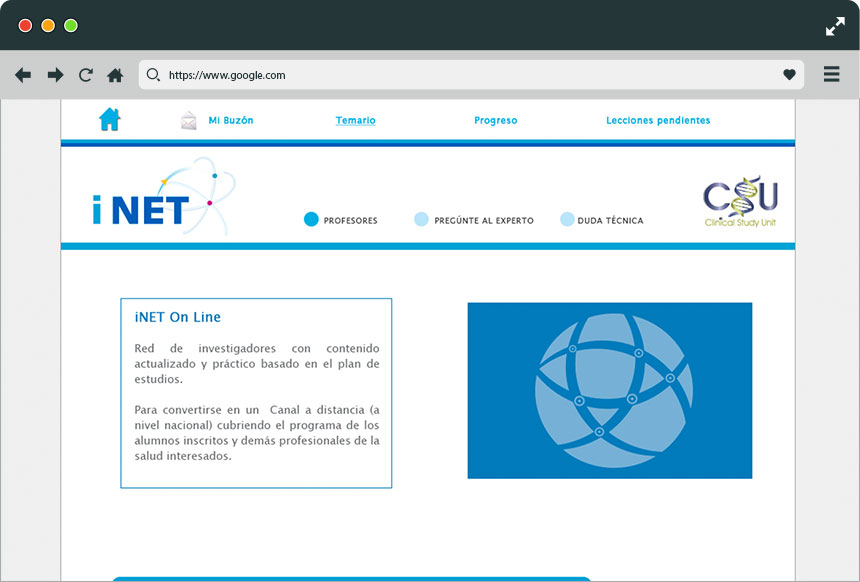 https://www.google.com
Mi Buzón Temario Progreso Lecciones pendientes
iNET
PROFESORES PREGÚNTE AL EXPERTO DUDA TÉCNICA
CSU
Clinical Study Unit
iNET On Line
Red de investigadores con contenido
actualizado y práctico basado en el plan de
estudios.
Para convertirse en un Canal a distancia (a
nivel nacional) cubriendo el programa de los
alumnos inscritos y demás profesionales de la
salud interesados.